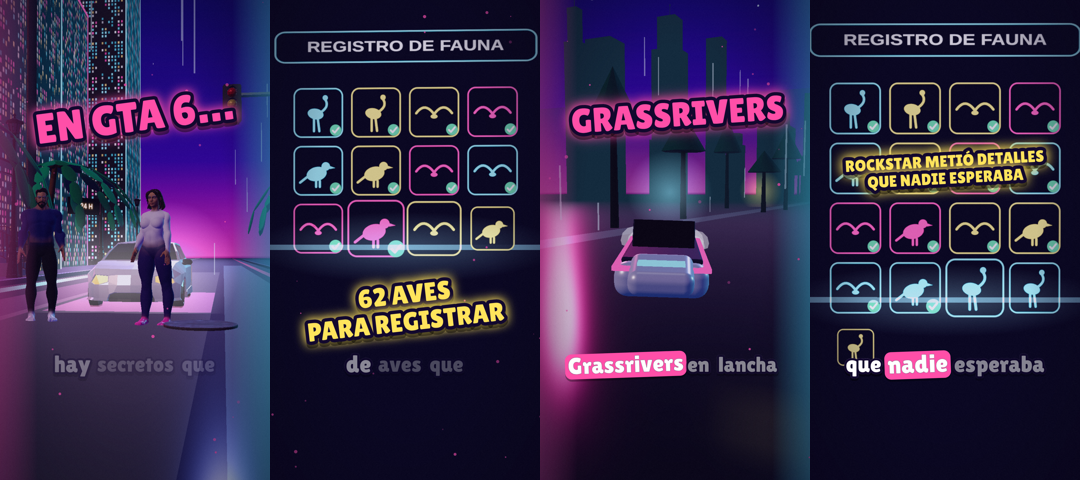 EN GTA 6...
hay secretos que
REGISTRO DE FAUNA
62 AVES
PARA REGISTRAR
de aves que
GRASSRIVERS
Grassrivers en lancha
REGISTRO DE FAUNA
ROCKSTAR METIÓ DETALLES
QUE NADIE ESPERABA
que nadie esperaba